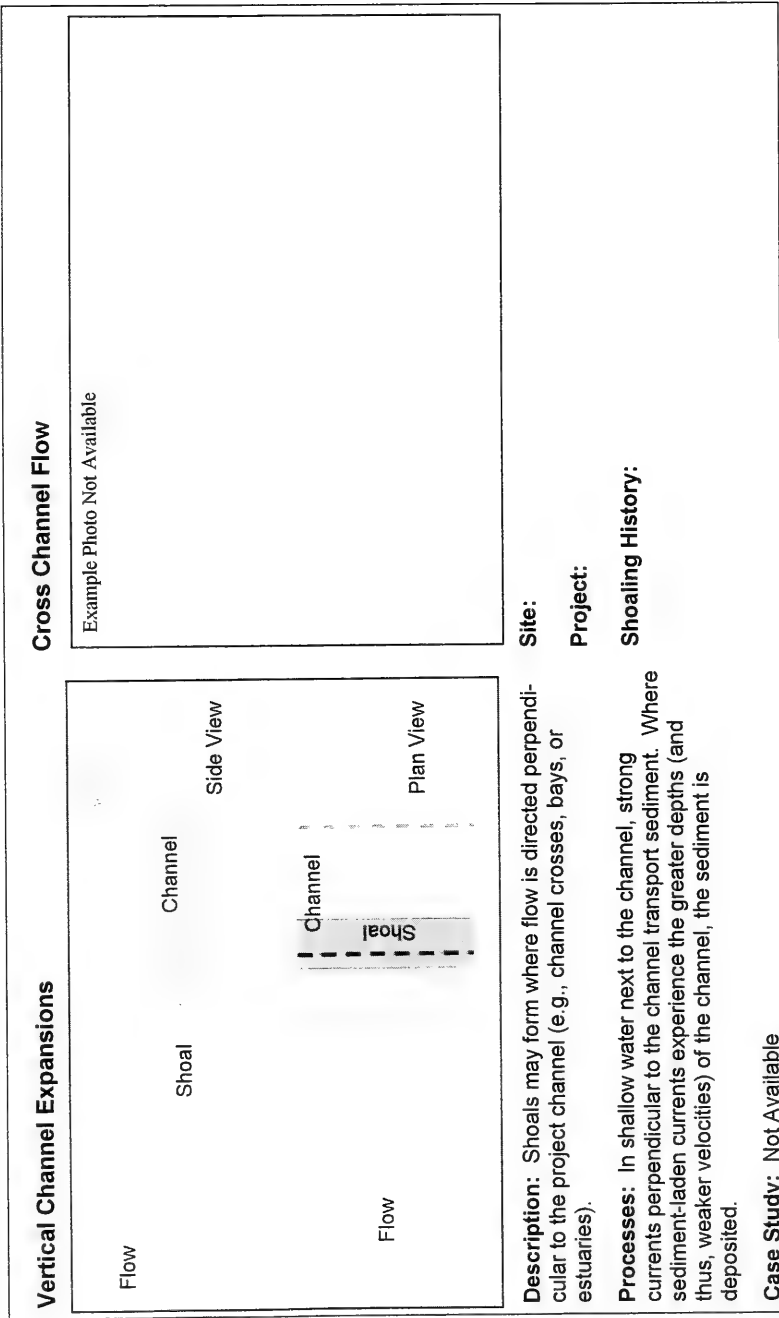 Vertical Channel Expansions
Cross Channel Flow
Flow
Shoal
Channel
Side View
Flow
Channel
Shoal
Plan View
Example Photo Not Available
Description: Shoals may form where flow is directed perpendi-
cular to the project channel (e.g., channel crosses, bays, or
estuaries).
Processes: In shallow water next to the channel, strong
currents perpendicular to the channel transport sediment. Where
sediment-laden currents experience the greater depths (and
thus, weaker velocities) of the channel, the sediment is
deposited.
Case Study: Not Available
Site:
Project:
Shoaling History: